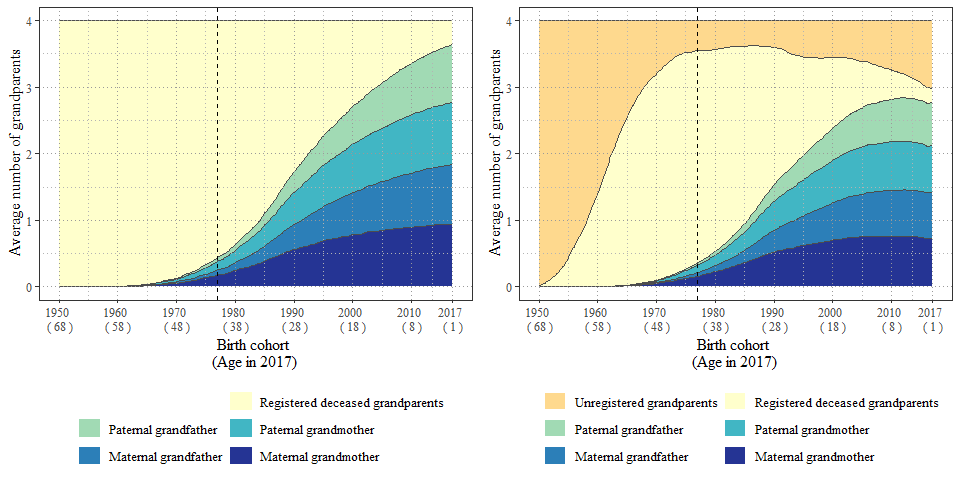 Average number of grandparents
4
3
2
1
0
1950 1960 1970 1980 1990 2000 2010 2017
( 68 ) ( 58 ) ( 48 ) ( 38 ) ( 28 ) ( 18 ) ( 8 ) ( 1 )
Birth cohort
(Age in 2017)
Registered deceased grandparents
Paternal grandfather Paternal grandmother
Maternal grandfather Maternal grandmother
Average number of grandparents
4
3
2
1
0
1950 1960 1970 1980 1990 2000 2010 2017
( 68 ) ( 58 ) ( 48 ) ( 38 ) ( 28 ) ( 18 ) ( 8 ) ( 1 )
Birth cohort
(Age in 2017)
Unregistered grandparents Registered deceased grandparents
Paternal grandfather Paternal grandmother
Maternal grandfather Maternal grandmother